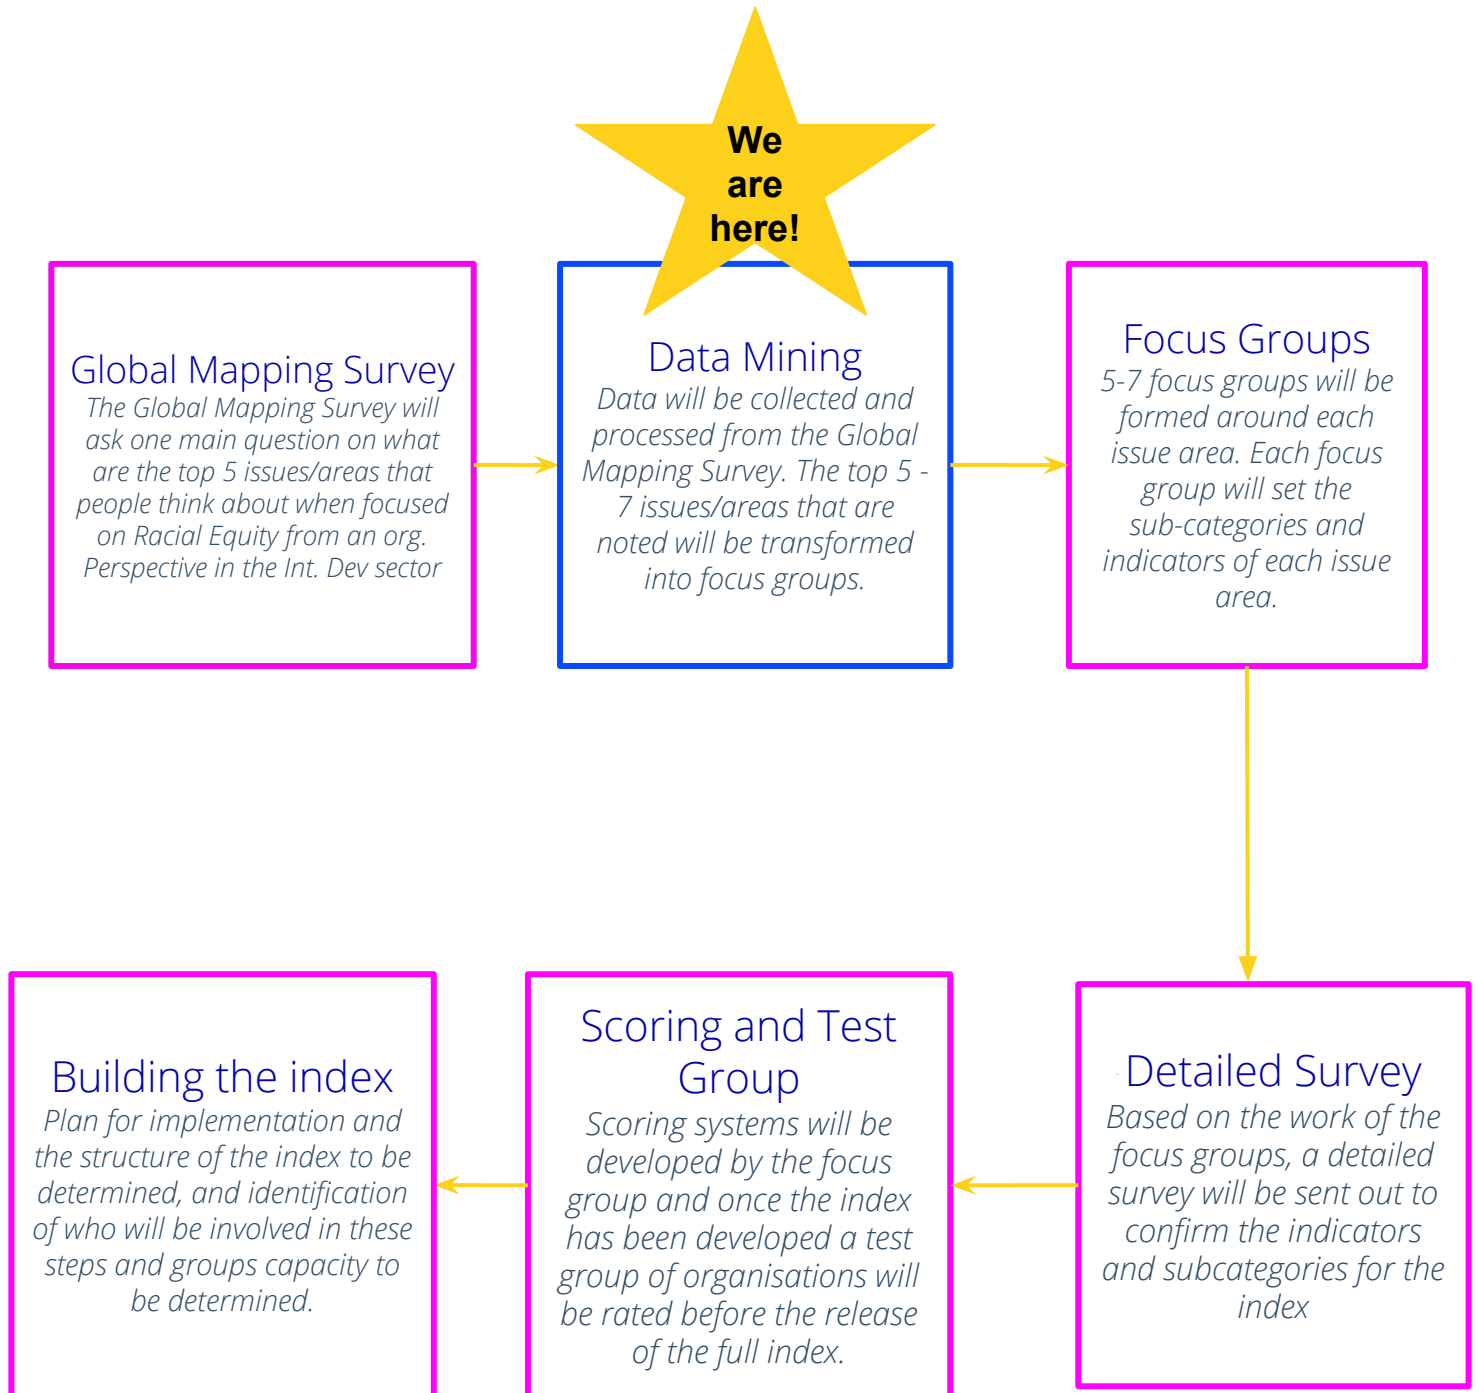 We
are
here!
Global Mapping Survey
The Global Mapping Survey will
ask one main question on what
are the top 5 issues/areas that
people think about when focused
on Racial Equity from an org.
Perspective in the Int. Dev sector
Data Mining
Data will be collected and
processed from the Global
Mapping Survey. The top 5 -
7 issues/areas that are
noted will be transformed
into focus groups.
Focus Groups
5-7 focus groups will be
formed around each
issue area. Each focus
group will set the
sub-categories and
indicators of each issue
area.
Detailed Survey
Based on the work of the
focus groups, a detailed
survey will be sent out to
confirm the indicators
and subcategories for the
index
Scoring and Test
Group
Scoring systems will be
developed by the focus
group and once the index
has been developed a test
group of organisations will
be rated before the release
of the full index.
Building the index
Plan for implementation and
the structure of the index to be
determined, and identification
of who will be involved in these
steps and groups capacity to
be determined.